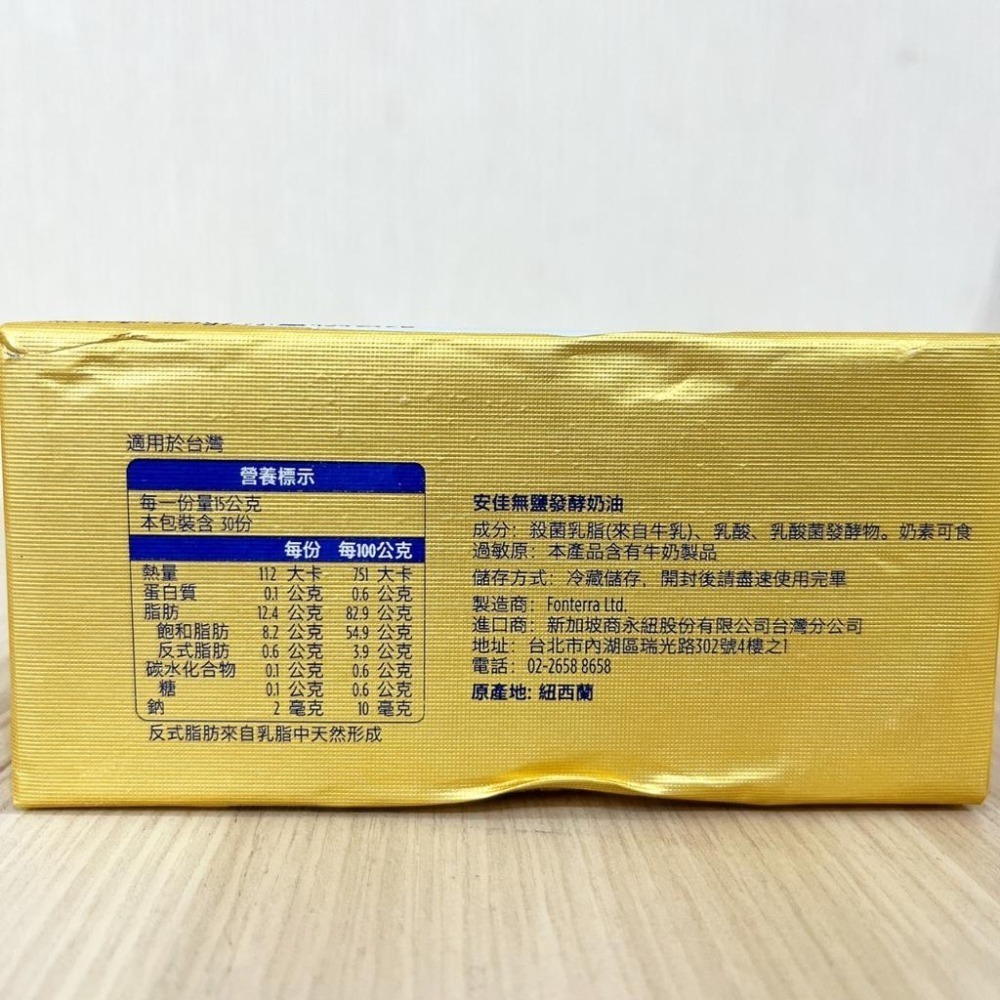 適用於台灣
營養標示
每一份量15公克
本包裝含 30份
每份 每100公克
熱量 112 大卡 751 大卡
蛋白質 0.1 公克 0.6 公克
脂肪 12.4 公克 82.9 公克
飽和脂肪 8.2 公克 54.9 公克
反式脂肪 0.6 公克 3.9 公克
碳水化合物 0.1 公克 0.6 公克
糖 0.1 公克 0.6 公克
鈉 2 毫克 10 毫克
反式脂肪來自乳脂中天然形成
安佳無鹽發酵奶油
成分：殺菌乳脂(來自牛乳)、乳酸、乳酸菌發酵物。奶素可食
過敏原：本產品含有牛奶製品
儲存方式：冷藏儲存，開封後請盡速使用完畢
製造商：Fonterra Ltd.
進口商：新加坡商永紐股份有限公司台灣分公司
地址：台北市內湖區瑞光路302號4樓之1
電話：02-2658 8658
原產地: 紐西蘭